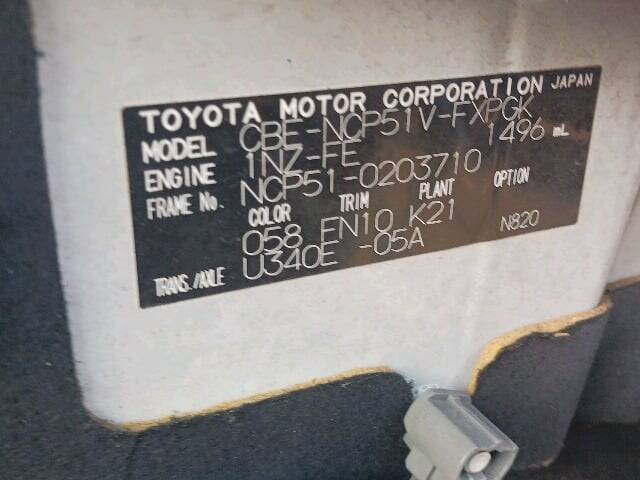 TOYOTA MOTOR CORPORATION JAPAN
MODEL CBE-NCP51V-FXPGK
ENGINE 1NZ-FE 1496 mL
FRAME No. NCP51-0203710
COLOR TRIM PLANT OPTION
058 FN10 K21 N820
TRANS./AXLE U340E -05A